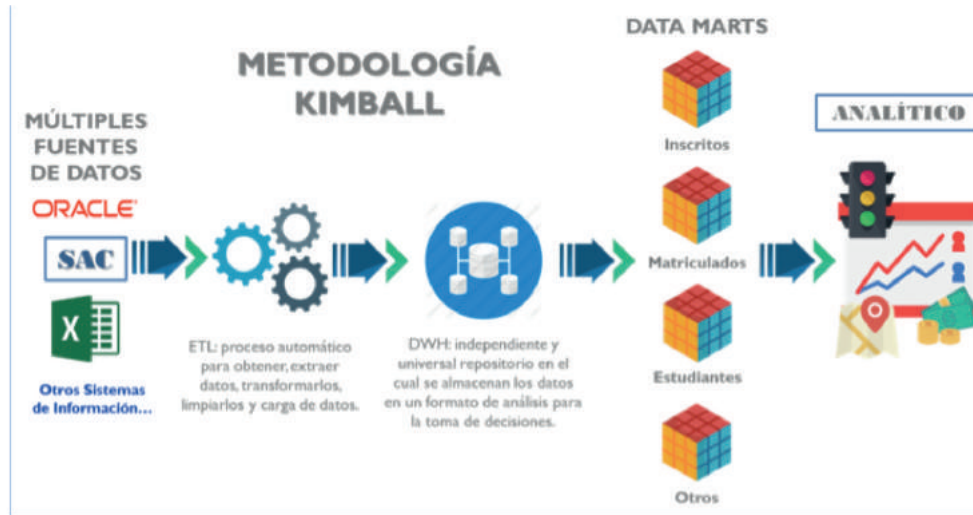 METODOLOGÍA
KIMBALL
MÚLTIPLES
FUENTES
DE DATOS
ORACLE
SAC
X
Otros Sistemas
de Información...
ETL: proceso automático
para obtener, extraer
datos, transformarlos,
limpiarlos y carga de datos.
DWH: independiente y
universal repositorio en el
cual se almacenan los datos
en un formato de análisis para
la toma de decisiones.
DATA MARTS
Inscritos
Matriculados
Estudiantes
Otros
ANALÍTICO